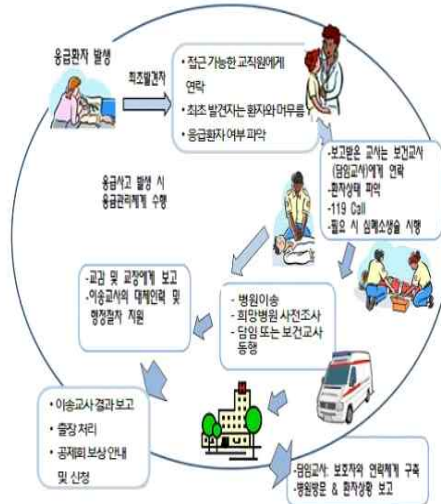 응급환자 발생
최초발견자
• 접근 가능한 교직원에게
연락
• 최초 발견자는 환자와 머무름
• 응급환자 여부 파악
-보고받은 교사는 보건교사
(담임교사)에게 연락
-환자상태 파악
-119 Call
-필요 시 심폐소생술 시행
응급사고 발생 시
응급관리체계 수행
-교감 및 교장에게 보고
-이송교사의 대체인력 및
행정절차 지원
- 병원이송
- 희망병원 사전조사
- 담임 또는 보건교사
동행
• 이송교사 결과 보고
• 출장 처리
• 공제회 보상 안내
및 신청
-담임교사: 보호자와 연락체계 구축
-병원방문 & 환자상황 보고